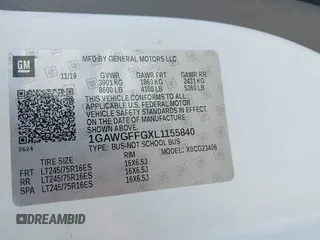 GM
MFD BY GENERAL MOTORS LLC
11/19
GVWR GAWR FRT GAWR RR
3901 KG 1860 KG 2431 KG
8600 LB 4100 LB 5360 LB
THIS VEHICLE CONFORMS TO ALL
APPLICABLE U.S. FEDERAL MOTOR VEHICLE
SAFETY STANDARDS IN EFFECT ON THE
DATE OF MANUFACTURE SHOWN ABOVE.
1GAWGFFGXL1155840
TYPE: BUS-NOT SCHOOL BUS MODEL: X0CG23406
8624
TIRE SIZE RIM
FRT LT245/75R16ES 16X6.5J
RR LT245/75R16ES 16X6.5J
SPA LT245/75R16ES 16X6.5J
DRIVEBIDDER